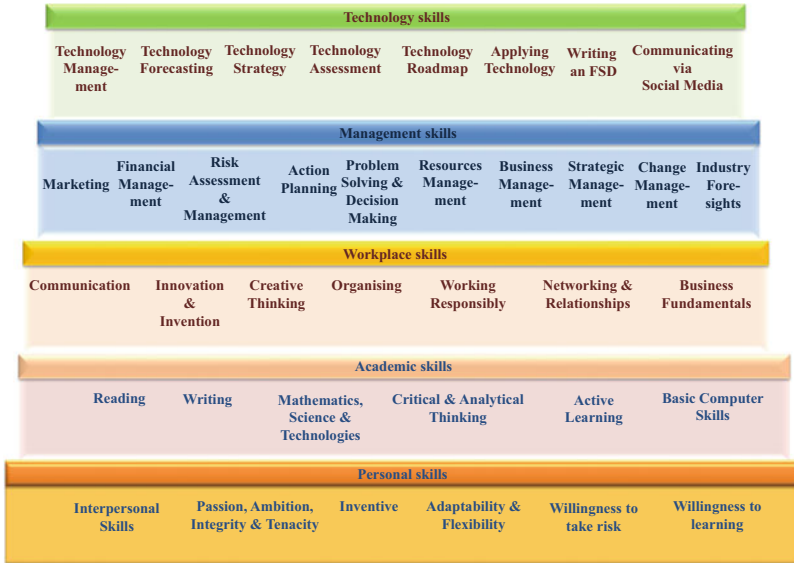 Technology skills
Technology
Manage-
ment
Technology
Forecasting
Technology
Strategy
Technology
Assessment
Technology
Roadmap
Applying
Technology
Writing
an FSD
Communicating
via
Social Media
Management skills
Marketing
Financial
Manage-
ment
Risk
Assessment
&
Management
Action
Planning
Problem
Solving &
Decision
Making
Resources
Manage-
ment
Business
Manage-
ment
Strategic
Manage-
ment
Change
Manage-
ment
Industry
Fore-
sights
Workplace skills
Communication
Innovation
&
Invention
Creative
Thinking
Organising
Working
Responsibly
Networking &
Relationships
Business
Fundamentals
Academic skills
Reading
Writing
Mathematics,
Science &
Technologies
Critical & Analytical
Thinking
Active
Learning
Basic Computer
Skills
Personal skills
Interpersonal
Skills
Passion, Ambition,
Integrity & Tenacity
Inventive
Adaptability &
Flexibility
Willingness to
take risk
Willingness to
learning